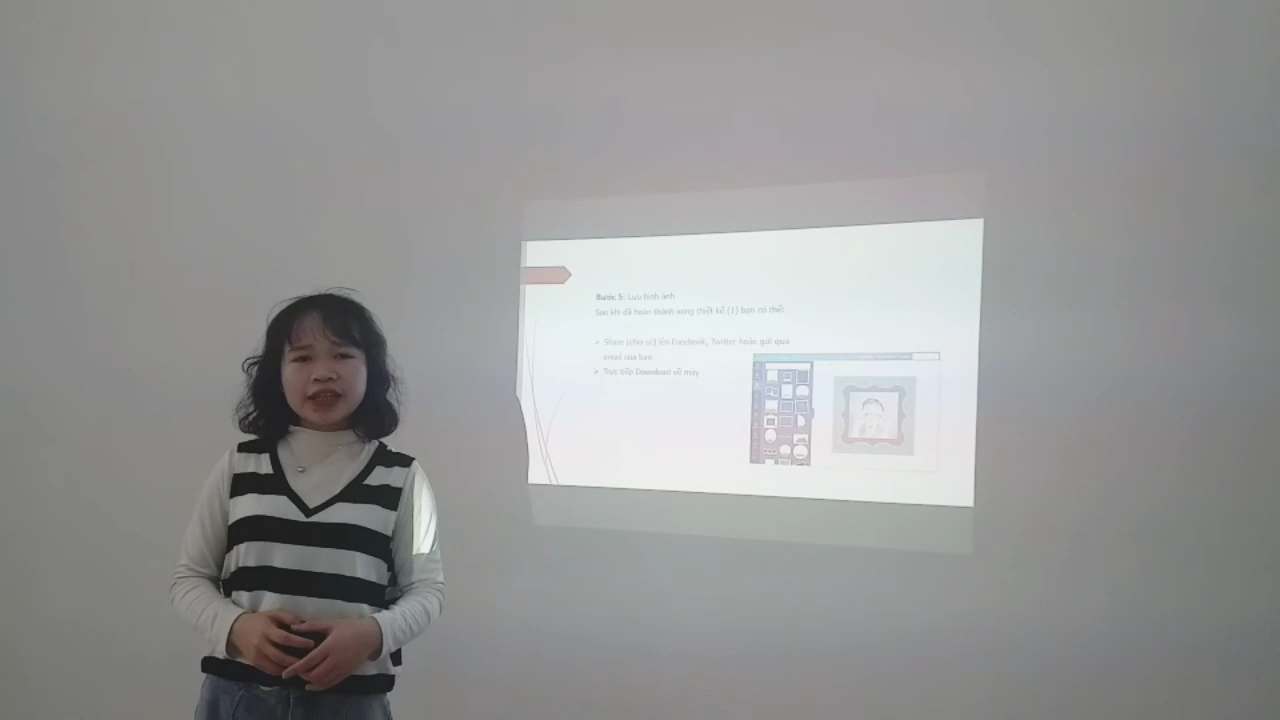 Bước 5: Lưu hình ảnh
Sau khi đã hoàn thành xong thiết kế (1) bạn có thể:
Share (chia sẻ) lên Facebook, Twitter hoặc gửi qua
email của bạn
Trực tiếp Download về máy